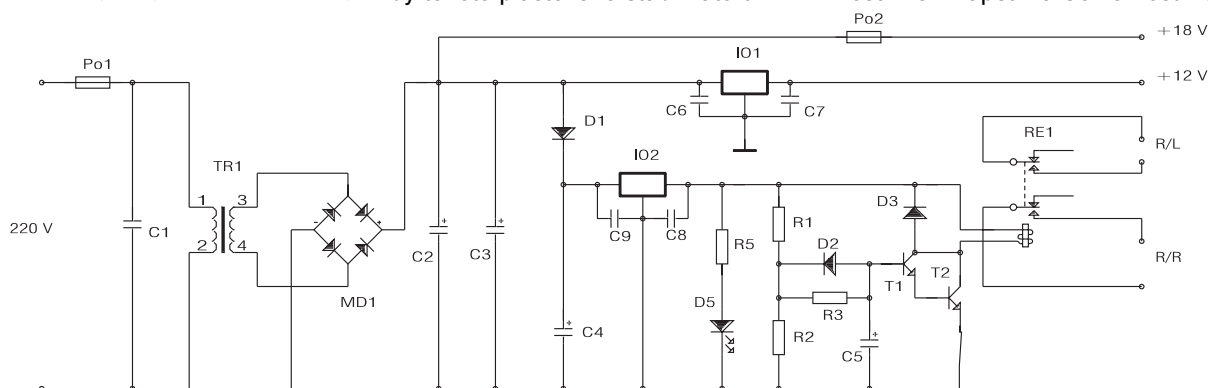 Po2
+18 V
IO1
Po1
+12 V
C6
C7
D1
RE1
R/L
TR1
IO2
1
3
D3
220 V
C1
R1
C9
C8
D2
C2
C3
R5
T2
R/R
2
4
T1
MD1
D5
R3
C4
R2
C5